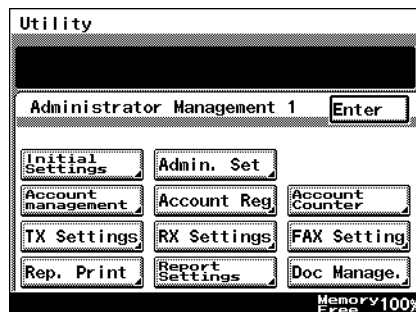 Utility
Administrator Management 1
Enter
Initial
Settings
Admin. Set
Account
management
Account Reg
Account
Counter
TX Settings
RX Settings
FAX Setting
Rep. Print
Report
Settings
Doc Manage.
Memory
Free
100%